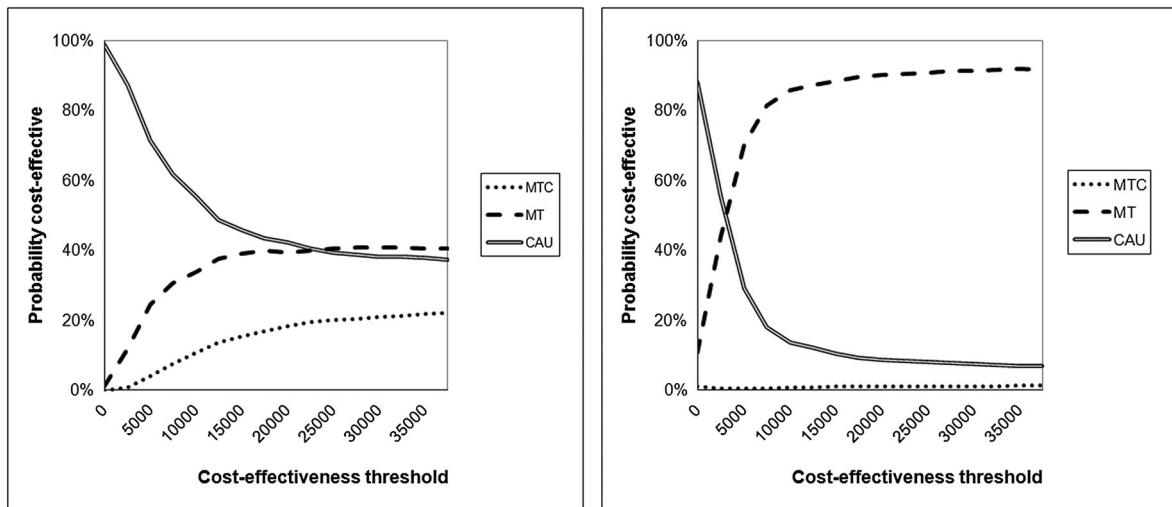 100%
80%
60%
40%
20%
0%
Probability cost-effective
0
5000
10000
15000
20000
25000
30000
35000
Cost-effectiveness threshold
MTC
MT
CAU
100%
80%
60%
40%
20%
0%
Probability cost-effective
0
5000
10000
15000
20000
25000
30000
35000
Cost-effectiveness threshold
MTC
MT
CAU